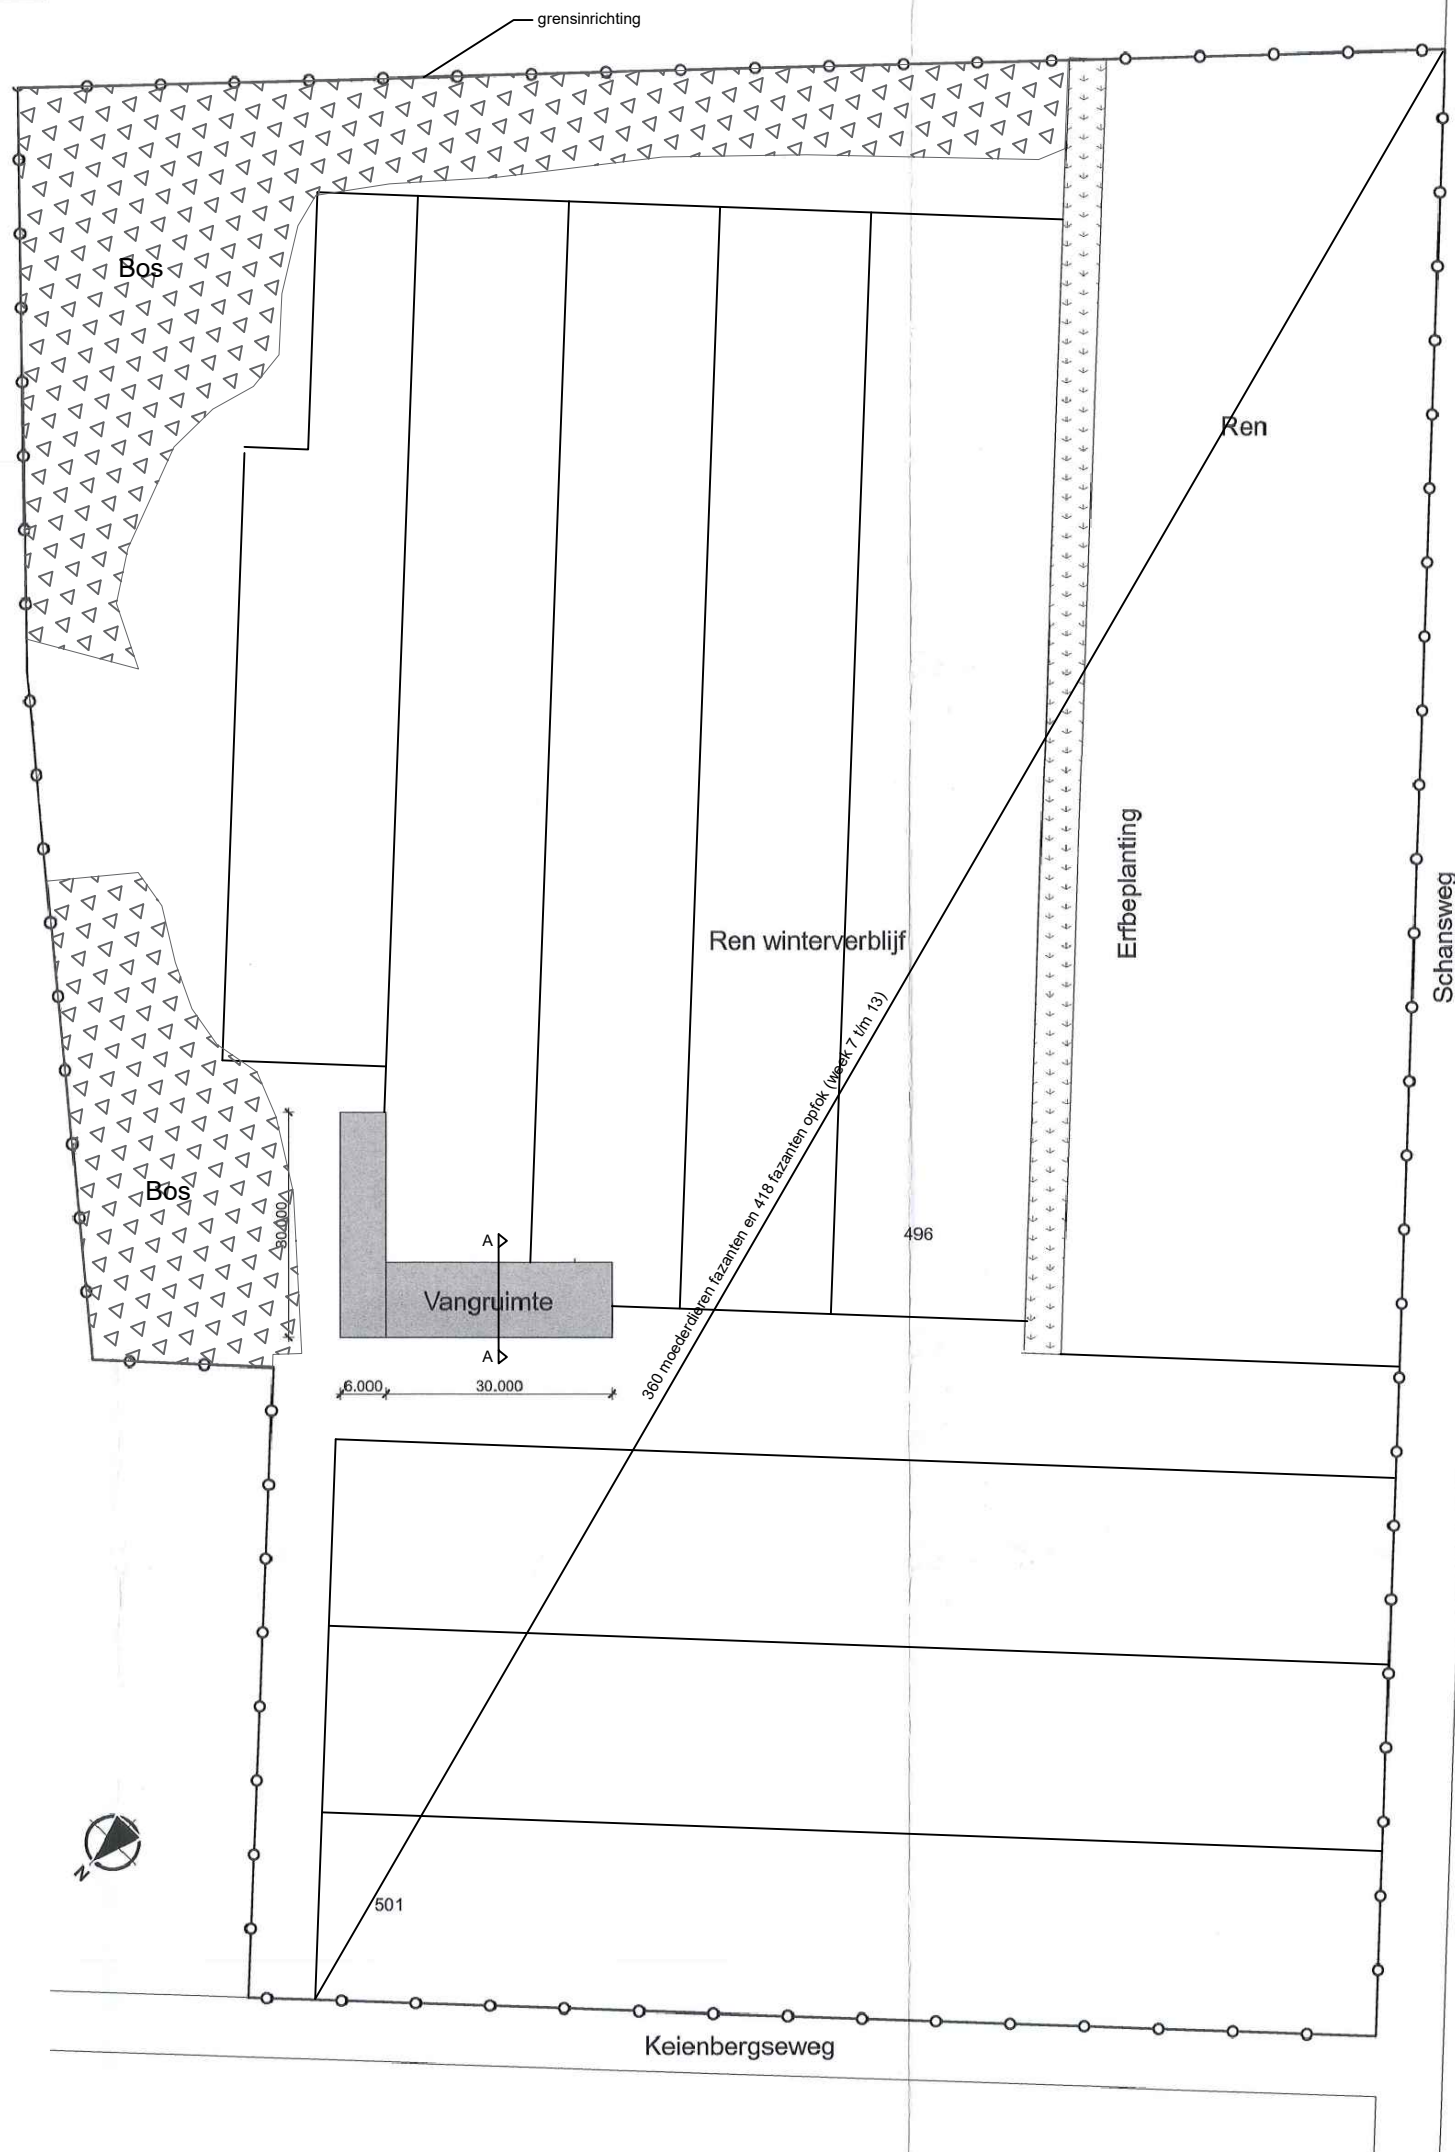 grensinrichting
Bos
Ren
Erfbeplanting
Schansweg
Ren winterverblijf
360 moederdieren fazanten en 418 fazanten opfok (week 7 t/m 13)
Bos
30.000
A
496
Vangruimte
A
6.000
30.000
501
N
Keienbergseweg